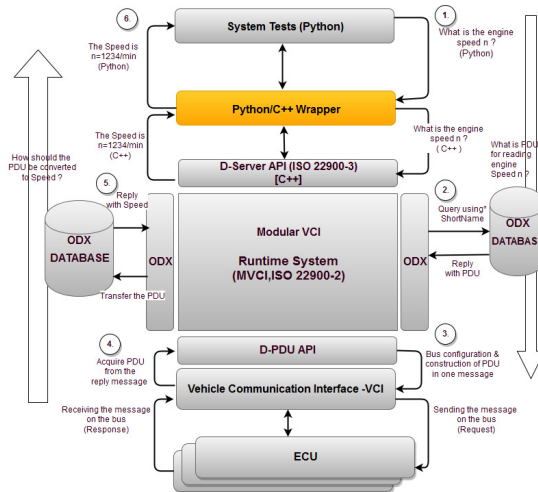 6.
System Tests (Python)
1.
The Speed is
n=1234/min
(Python)
What is the engine
speed n ?
(Python)
Python/C++ Wrapper
The Speed is
n=1234/min
(C++)
What is the engine
speed n ?
( C++ )
What is PDU
for reading
engine
Speed n ?
How should the
PDU be converted
to Speed ?
D-Server API (ISO 22900-3)
[C++]
5.
Reply
with Speed
2.
Query using*
ShortName
ODX
DATABASE
ODX
Modular VCI
Runtime System
(MVCI,ISO 22900-2)
ODX
ODX
DATABASE
Reply
with PDU
Transfer the PDU
4.
D-PDU API
3.
Acquire PDU
from the
reply message
Bus configuration &
construction of PDU
in one message
Vehicle Communication Interface -VCI
Receiving the message
on the bus
(Response)
Sending the message
on the bus
(Request)
ECU